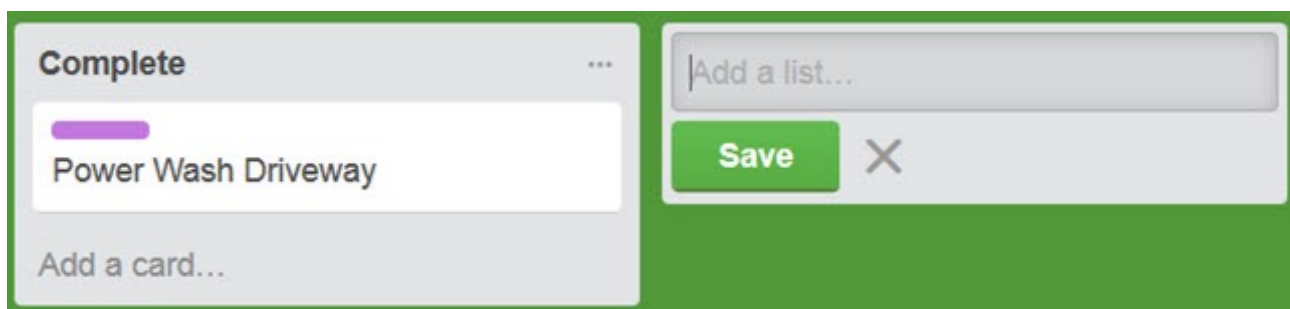 Complete
Power Wash Driveway
Add a card...
Add a list...
Save